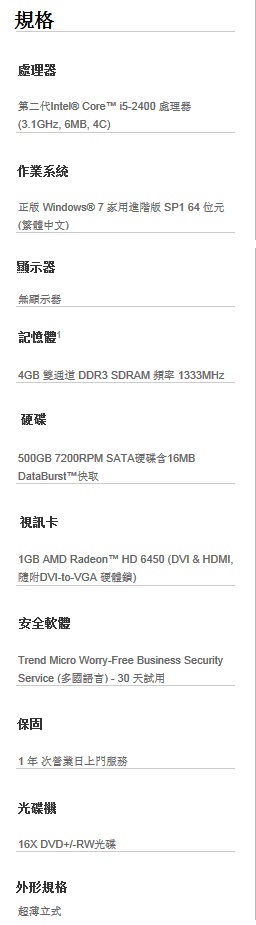 規格
處理器
第二代Intel® Core™ i5-2400 處理器
(3.1GHz, 6MB, 4C)
作業系統
正版 Windows® 7 家用進階版 SP1 64 位元
(繁體中文)
顯示器
無顯示器
記憶體1
4GB 雙通道 DDR3 SDRAM 頻率 1333MHz
硬碟
500GB 7200RPM SATA硬碟含16MB
DataBurst™快取
視訊卡
1GB AMD Radeon™ HD 6450 (DVI & HDMI,
隨附DVI-to-VGA 硬體鎖)
安全軟體
Trend Micro Worry-Free Business Security
Service (多國語言) - 30 天試用
保固
1 年 次營業日上門服務
光碟機
16X DVD+/-RW光碟
外形規格
超薄立式